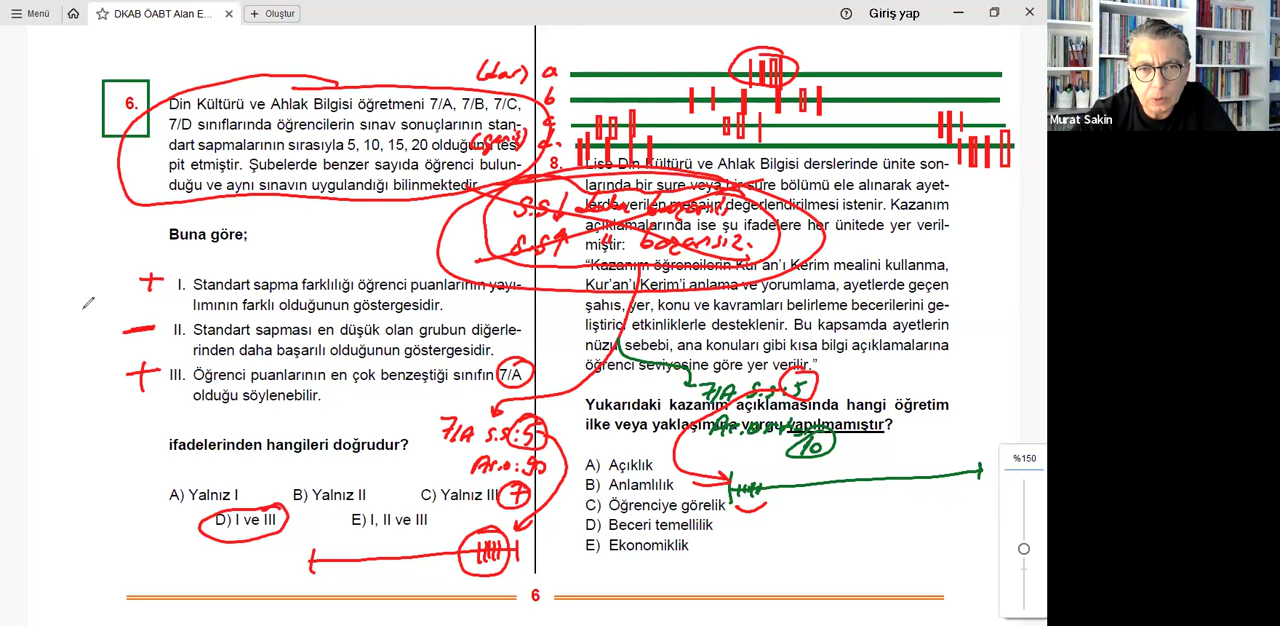 Menü
DKAB ÖABT Alan E...
Oluştur
Giriş yap
Murat Sakin
6.
Din Kültürü ve Ahlak Bilgisi öğretmeni 7/A, 7/B, 7/C,
7/D sınıflarında öğrencilerin sınav sonuçlarının stan-
dart sapmalarının sırasıyla 5, 10, 15, 20 olduğunu tes-
pit etmiştir. Şubelerde benzer sayıda öğrenci bulun-
duğu ve aynı sınavın uygulandığı bilinmektedir.
Buna göre;
I. Standart sapma farklılığı öğrenci puanlarının yayı-
lımının farklı olduğunun göstergesidir.
II. Standart sapması en düşük olan grubun diğerle-
rinden daha başarılı olduğunun göstergesidir.
III. Öğrenci puanlarının en çok benzeştiği sınıfın 7/A
olduğu söylenebilir.
ifadelerinden hangileri doğrudur?
A) Yalnız I
B) Yalnız II
C) Yalnız III
D) I ve III
E) I, II ve III
(dar) a
b
c
(geniş)
S.S↓ daha başarılı
S.S↑ " başarısız.
7/A S.S:5
Ar.o:90
7
8.
Lise Din Kültürü ve Ahlak Bilgisi derslerinde ünite son-
larında bir sure veya bir sure bölümü ele alınarak ayet-
lerde verilen mesajın değerlendirilmesi istenir. Kazanım
açıklamalarında ise şu ifadelere her ünitede yer veril-
miştir:
"Kazanım öğrencilerin Kur'an'ı Kerim mealini kullanma,
Kur'an'ı Kerim'i anlama ve yorumlama, ayetlerde geçen
şahıs, yer, konu ve kavramları belirleme becerilerini ge-
liştirici etkinliklerle desteklenir. Bu kapsamda ayetlerin
nüzul sebebi, ana konuları gibi kısa bilgi açıklamalarına
öğrenci seviyesine göre yer verilir."
7/A S.S:5
Yukarıdaki kazanım açıklamasında hangi öğretim
ilke veya yaklaşımına vurgu yapılmamıştır?
10
A) Açıklık
B) Anlamlılık
C) Öğrenciye görelik
D) Beceri temellilik
E) Ekonomiklik
%150
6